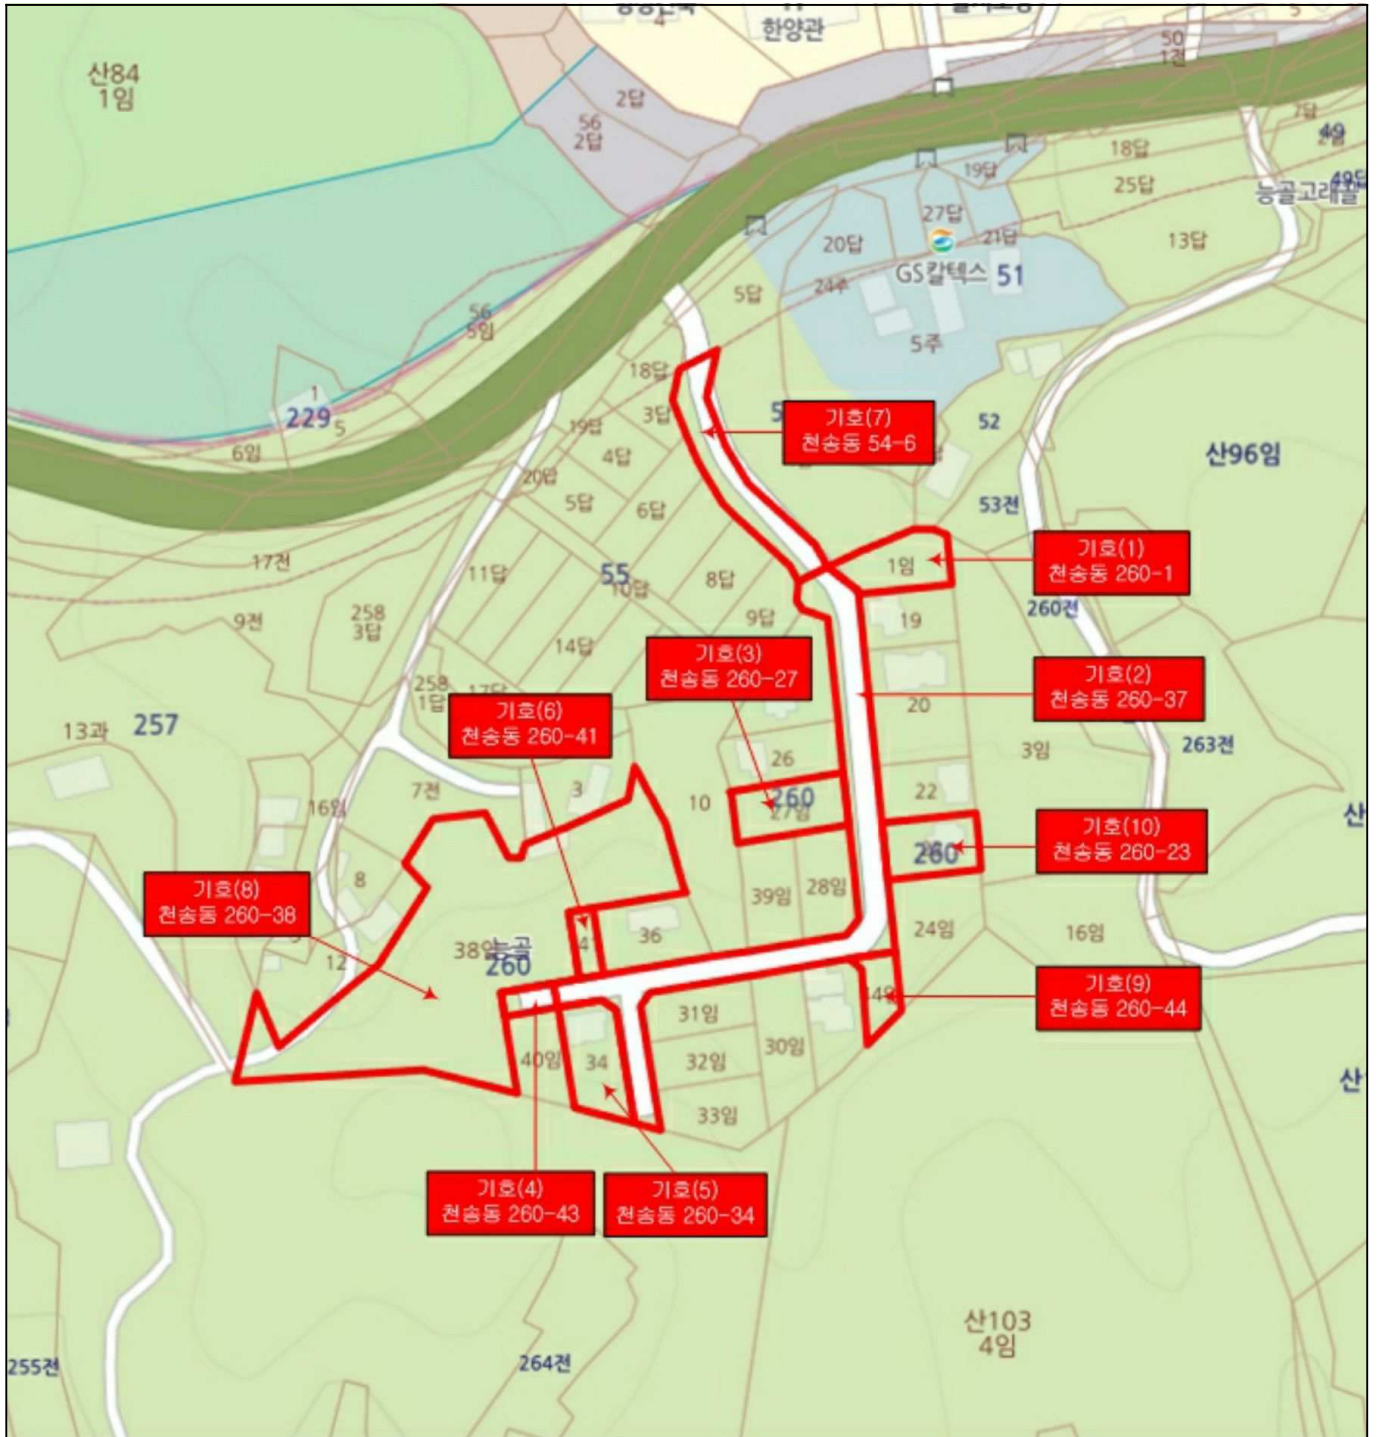 한양관
산84
1임
50
1전
2답
56
2답
7답
49
18답
25답
49답
능골고래골
19답
27답
21답
20답
13답
GS칼텍스
51
24주
5답
5주
56
5임
18답
1
229
5
3답
19답
6임
4답
20답
5답
6답
기호(7)
천송동 54-6
52
산96임
53전
17전
11답
55
10답
8답
1임
기호(1)
천송동 260-1
9전
258
3답
9답
19
260전
14답
258
1답
17답
기호(3)
천송동 260-27
기호(2)
천송동 260-37
20
기호(6)
천송동 260-41
13과
257
263전
3임
26
7전
3
10
260
27임
22
16임
산
260
기호(10)
천송동 260-23
8
기호(8)
천송동 260-38
39임
28임
36
24임
16임
12
능골
260
기호(9)
천송동 260-44
31임
40임
34
32임
30임
33임
산
기호(4)
천송동 260-43
기호(5)
천송동 260-34
산103
4임
255전
264전